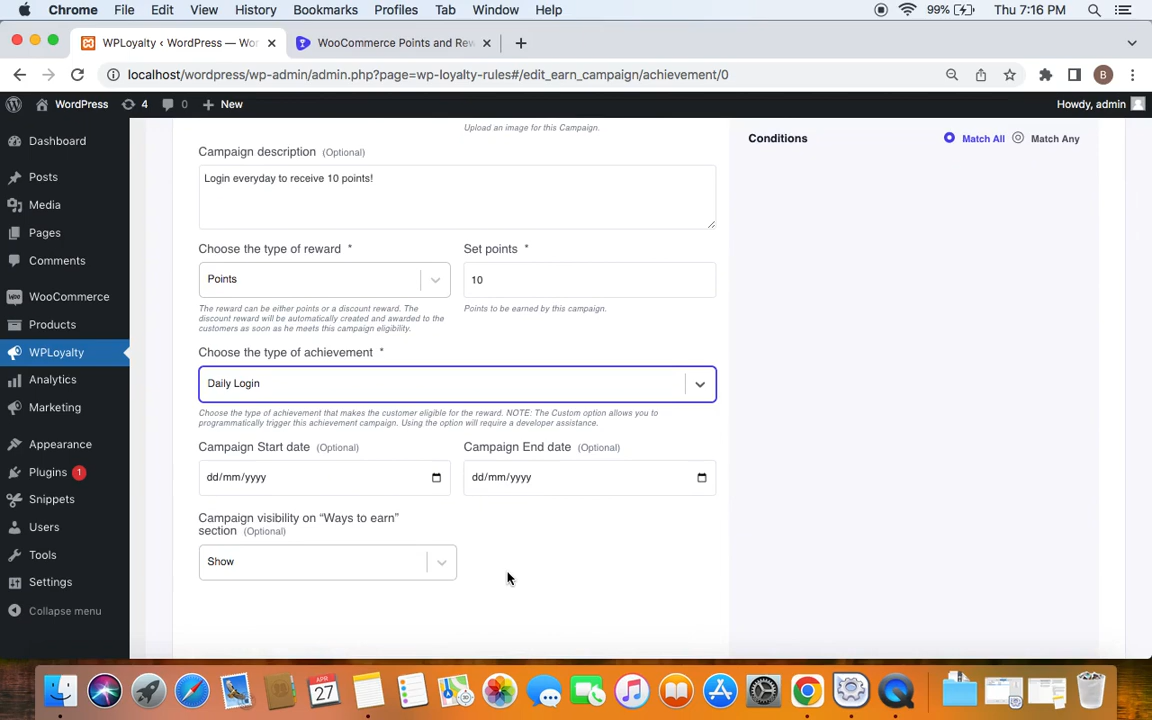 Chrome File Edit View History Bookmarks Profiles Tab Window Help 99% Thu 7:16 PM
WPLoyalty ‹ WordPress — Wor WooCommerce Points and Rew
localhost/wordpress/wp-admin/admin.php?page=wp-loyalty-rules#/edit_earn_campaign/achievement/0 B
WordPress 4 0 New Howdy, admin
Dashboard
Posts
Media
Pages
Comments
Woo WooCommerce
Products
WPLoyalty
Analytics
Marketing
Appearance
Plugins 1
Snippets
Users
Tools
Settings
Collapse menu
Upload an image for this Campaign.
Campaign description (Optional)
Login everyday to receive 10 points!
Choose the type of reward * Set points *
Points 10
The reward can be either points or a discount reward. The
discount reward will be automatically created and awarded to the
customers as soon as he meets this campaign eligibility.
Points to be earned by this campaign.
Choose the type of achievement *
Daily Login
Choose the type of achievement that makes the customer eligible for the reward. NOTE: The Custom option allows you to
programmatically trigger this achievement campaign. Using the option will require a developer assistance.
Campaign Start date (Optional) Campaign End date (Optional)
dd/mm/yyyy dd/mm/yyyy
Campaign visibility on “Ways to earn”
section (Optional)
Show
Conditions Match All Match Any
APR
27